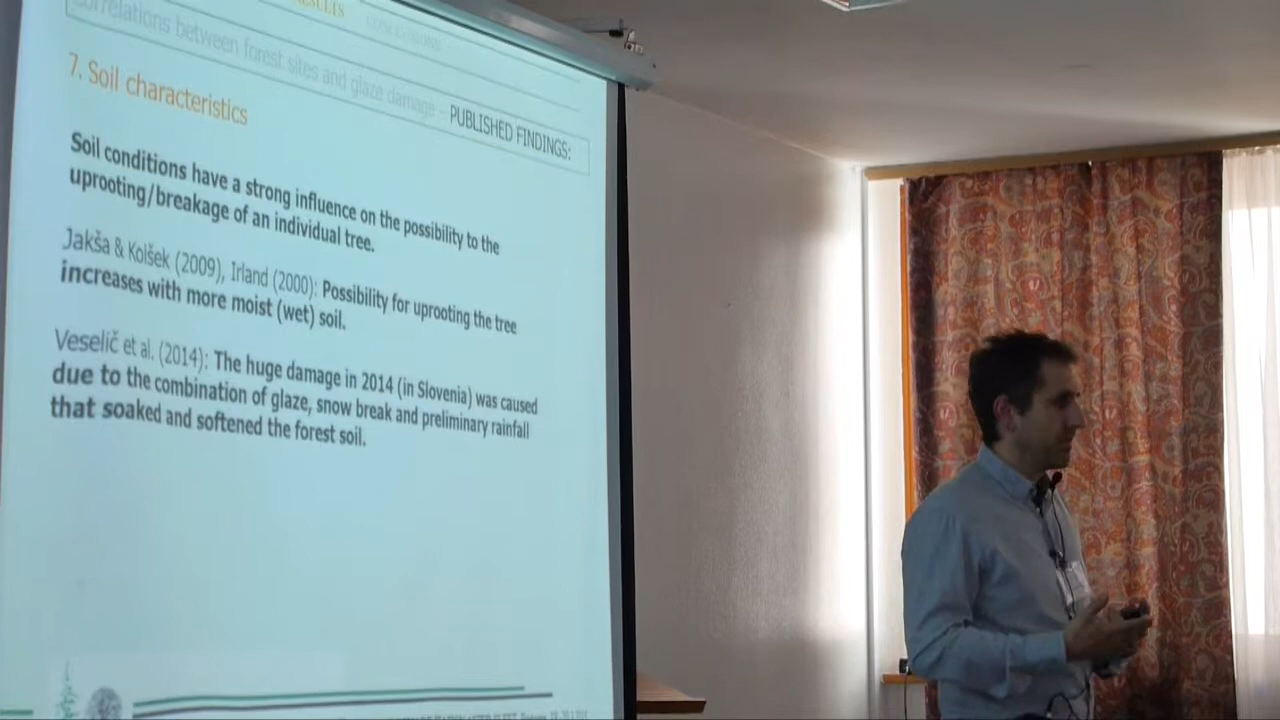 RESULTS CONCLUSIONS
Correlations between forest sites and glaze damage - PUBLISHED FINDINGS:
7. Soil characteristics
Soil conditions have a strong influence on the possibility to the
uprooting/breakage of an individual tree.
Jakša & Kolšek (2009), Irland (2000): Possibility for uprooting the tree
increases with more moist (wet) soil.
Veselič et al. (2014): The huge damage in 2014 (in Slovenia) was caused
due to the combination of glaze, snow break and preliminary rainfall
that soaked and softened the forest soil.